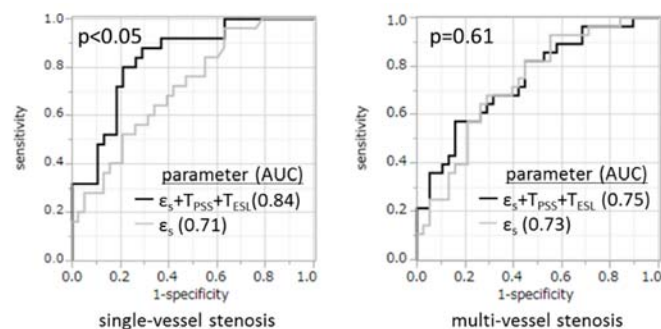 p<0.05
1.0
0.8
0.6
0.4
0.2
0.0
sensitivity
parameter (AUC)
εs+TPSS+TESL(0.84)
εs (0.71)
0.0 0.2 0.4 0.6 0.8 1.0
1-specificity
single-vessel stenosis
p=0.61
1.0
0.8
0.6
0.4
0.2
0.0
sensitivity
parameter (AUC)
εs+TPSS+TESL (0.75)
εs (0.73)
0.0 0.2 0.4 0.6 0.8 1.0
1-specificity
multi-vessel stenosis